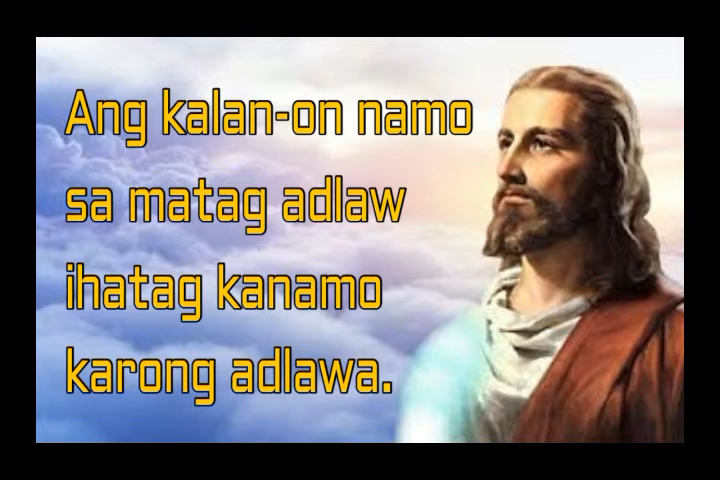 Ang kalan-on namo
sa matag adlaw
ihatag kanamo
karong adlawa.